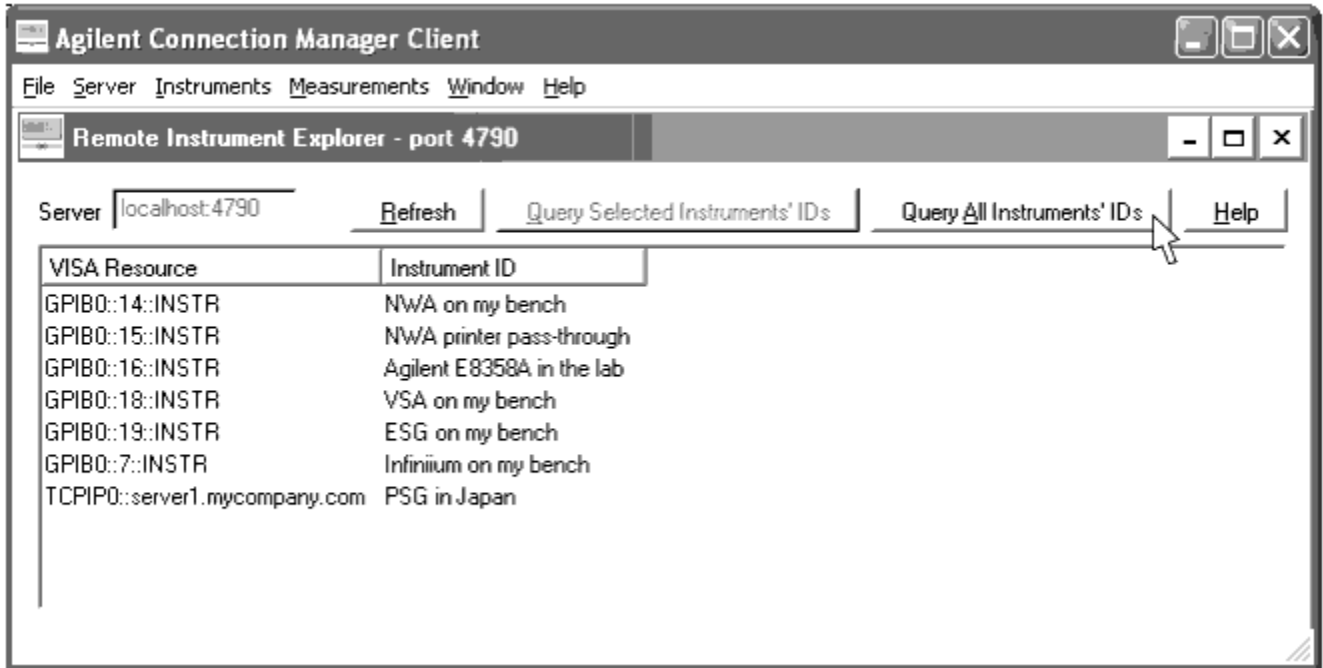 Agilent Connection Manager Client
File Server Instruments Measurements Window Help
Remote Instrument Explorer - port 4790
Server localhost:4790 Refresh Query Selected Instruments' IDs Query All Instruments' IDs Help
VISA Resource Instrument ID
GPIB0::14::INSTR NWA on my bench
GPIB0::15::INSTR NWA printer pass-through
GPIB0::16::INSTR Agilent E8358A in the lab
GPIB0::18::INSTR VSA on my bench
GPIB0::19::INSTR ESG on my bench
GPIB0::7::INSTR Infiniium on my bench
TCPIP0::server1.mycompany.com PSG in Japan